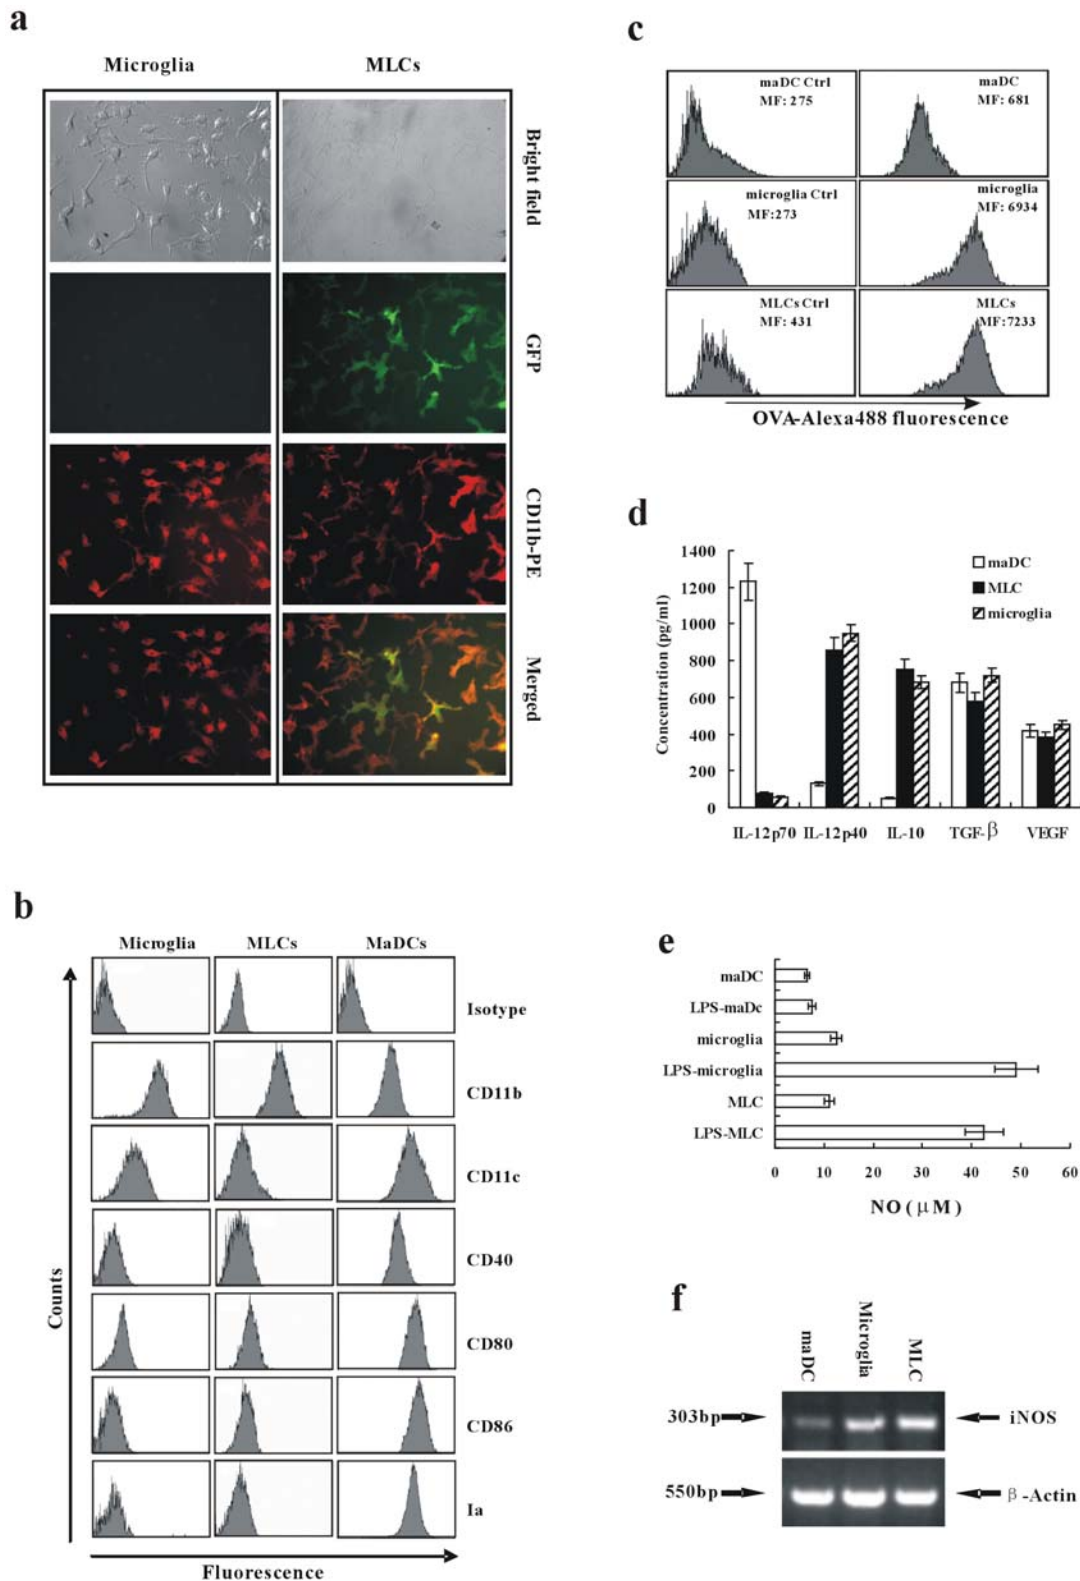 a
Microglia
MLCs
Bright field
GFP
CD11b-PE
Merged
b
Microglia
MLCs
MaDCs
Isotype
CD11b
CD11c
CD40
CD80
CD86
Ia
Counts
Fluorescence
c
maDC Ctrl
MF: 275
maDC
MF: 681
microglia Ctrl
MF:273
microglia
MF: 6934
MLCs Ctrl
MF: 431
MLCs
MF:7233
OVA-Alexa488 fluorescence
d
Concentration (pg/ml)
1400
1200
1000
800
600
400
200
0
maDC
MLC
microglia
IL-12p70
IL-12p40
IL-10
TGF-β
VEGF
e
maDC
LPS-maDc
microglia
LPS-microglia
MLC
LPS-MLC
0 10 20 30 40 50 60
NO ( μ M )
f
maDC
Microglia
MLC
303bp
iNOS
550bp
β-Actin